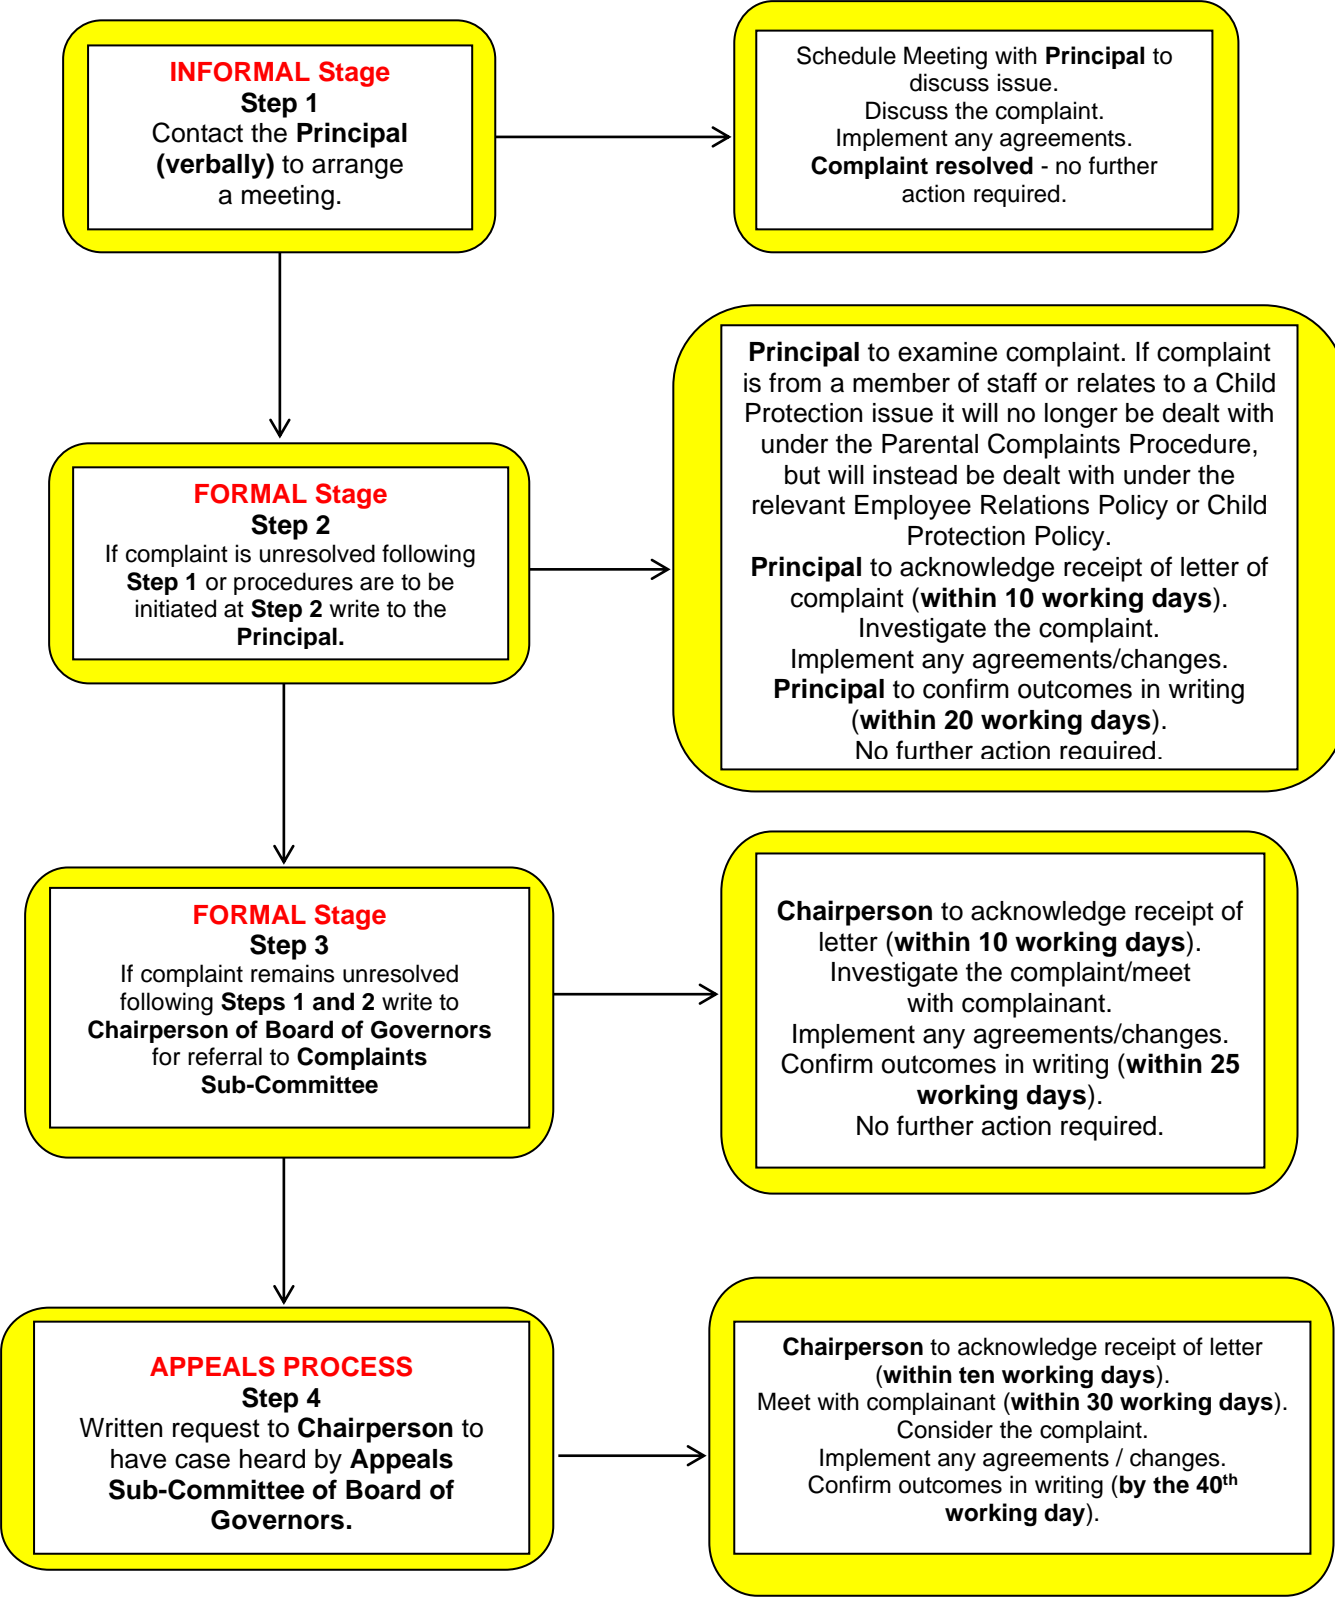 INFORMAL Stage
Step 1
Contact the Principal
(verbally) to arrange
a meeting.
Schedule Meeting with Principal to
discuss issue.
Discuss the complaint.
Implement any agreements.
Complaint resolved - no further
action required.
FORMAL Stage
Step 2
If complaint is unresolved following
Step 1 or procedures are to be
initiated at Step 2 write to the
Principal.
Principal to examine complaint. If complaint
is from a member of staff or relates to a Child
Protection issue it will no longer be dealt with
under the Parental Complaints Procedure,
but will instead be dealt with under the
relevant Employee Relations Policy or Child
Protection Policy.
Principal to acknowledge receipt of letter of
complaint (within 10 working days).
Investigate the complaint.
Implement any agreements/changes.
Principal to confirm outcomes in writing
(within 20 working days).
No further action required.
FORMAL Stage
Step 3
If complaint remains unresolved
following Steps 1 and 2 write to
Chairperson of Board of Governors
for referral to Complaints
Sub-Committee
Chairperson to acknowledge receipt of
letter (within 10 working days).
Investigate the complaint/meet
with complainant.
Implement any agreements/changes.
Confirm outcomes in writing (within 25
working days).
No further action required.
APPEALS PROCESS
Step 4
Written request to Chairperson to
have case heard by Appeals
Sub-Committee of Board of
Governors.
Chairperson to acknowledge receipt of letter
(within ten working days).
Meet with complainant (within 30 working days).
Consider the complaint.
Implement any agreements / changes.
Confirm outcomes in writing (by the 40th
working day).